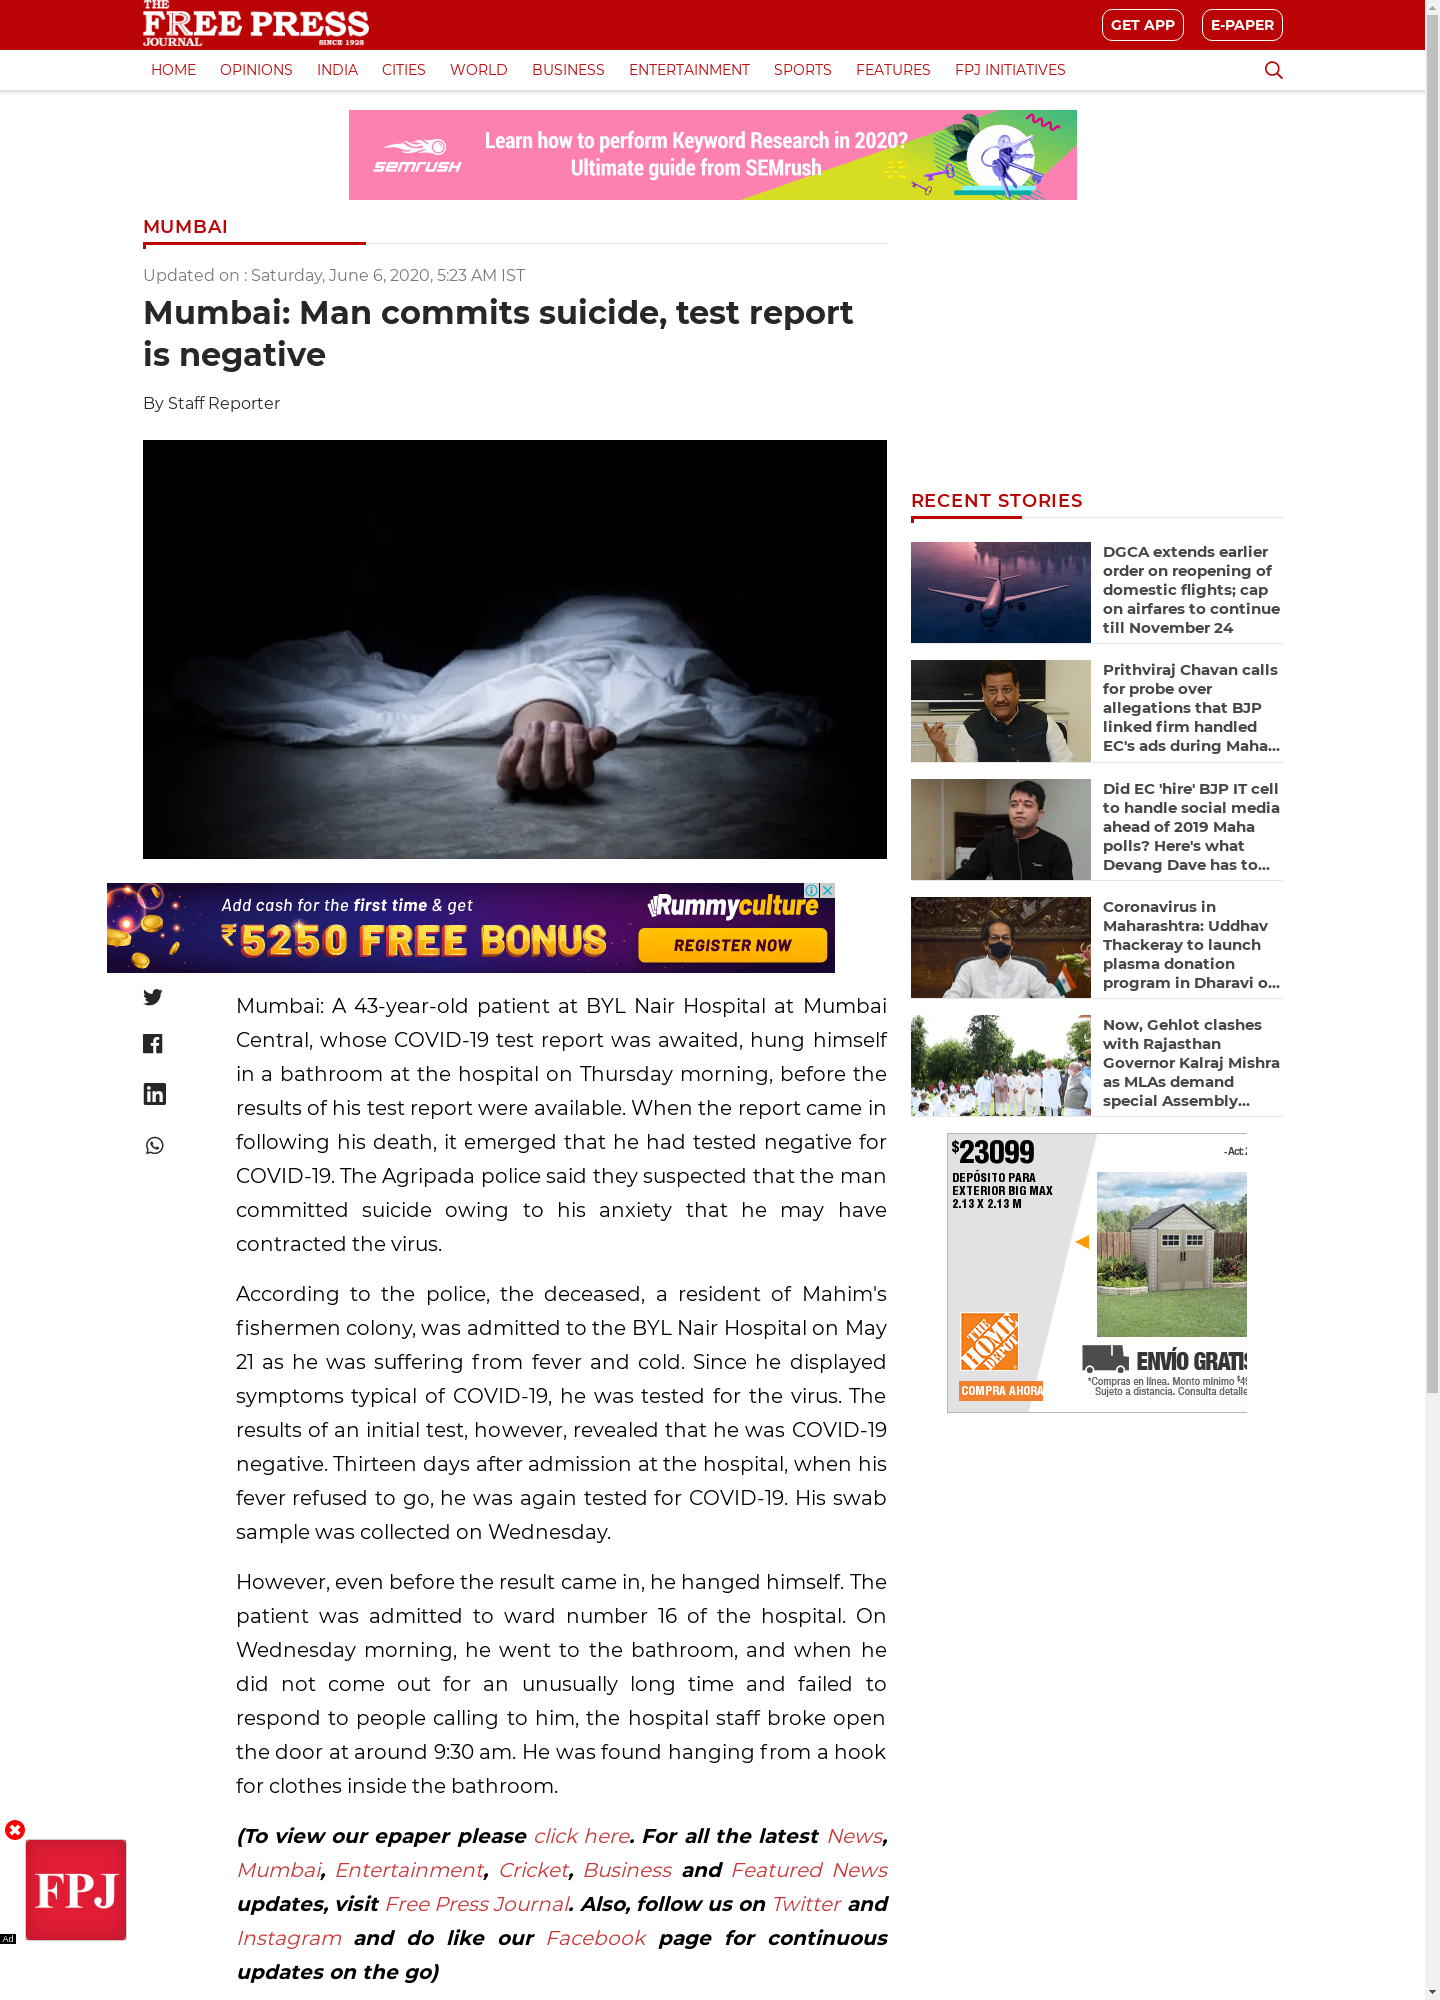 THE
FREE PRESS
JOURNAL SINCE 1928
GET APP
E-PAPER
HOME OPINIONS INDIA CITIES WORLD BUSINESS ENTERTAINMENT SPORTS FEATURES FPJ INITIATIVES
semrush
Learn how to perform Keyword Research in 2020?
Ultimate guide from SEMrush
MUMBAI
Updated on : Saturday, June 6, 2020, 5:23 AM IST
Mumbai: Man commits suicide, test report
is negative
By Staff Reporter
Add cash for the first time & get
₹5250 FREE BONUS
Rummyculture
REGISTER NOW
Mumbai: A 43-year-old patient at BYL Nair Hospital at Mumbai
Central, whose COVID-19 test report was awaited, hung himself
in a bathroom at the hospital on Thursday morning, before the
results of his test report were available. When the report came in
following his death, it emerged that he had tested negative for
COVID-19. The Agripada police said they suspected that the man
committed suicide owing to his anxiety that he may have
contracted the virus.
According to the police, the deceased, a resident of Mahim's
fishermen colony, was admitted to the BYL Nair Hospital on May
21 as he was suffering from fever and cold. Since he displayed
symptoms typical of COVID-19, he was tested for the virus. The
results of an initial test, however, revealed that he was COVID-19
negative. Thirteen days after admission at the hospital, when his
fever refused to go, he was again tested for COVID-19. His swab
sample was collected on Wednesday.
However, even before the result came in, he hanged himself. The
patient was admitted to ward number 16 of the hospital. On
Wednesday morning, he went to the bathroom, and when he
did not come out for an unusually long time and failed to
respond to people calling to him, the hospital staff broke open
the door at around 9:30 am. He was found hanging from a hook
for clothes inside the bathroom.
(To view our epaper please click here. For all the latest News,
Mumbai, Entertainment, Cricket, Business and Featured News
updates, visit Free Press Journal. Also, follow us on Twitter and
Instagram and do like our Facebook page for continuous
updates on the go)
RECENT STORIES
DGCA extends earlier
order on reopening of
domestic flights; cap
on airfares to continue
till November 24
Prithviraj Chavan calls
for probe over
allegations that BJP
linked firm handled
EC's ads during Maha...
Did EC 'hire' BJP IT cell
to handle social media
ahead of 2019 Maha
polls? Here's what
Devang Dave has to...
Coronavirus in
Maharashtra: Uddhav
Thackeray to launch
plasma donation
program in Dharavi o...
Now, Gehlot clashes
with Rajasthan
Governor Kalraj Mishra
as MLAs demand
special Assembly...
$23099
DEPÓSITO PARA
EXTERIOR BIG MAX
2.13 X 2.13 M
- Act 2
THE
HOME
DEPOT
COMPRA AHORA
ENVÍO GRATIS
*Compras en línea. Monto mínimo $49
Sujeto a distancia. Consulta detalle
FPJ
Ad